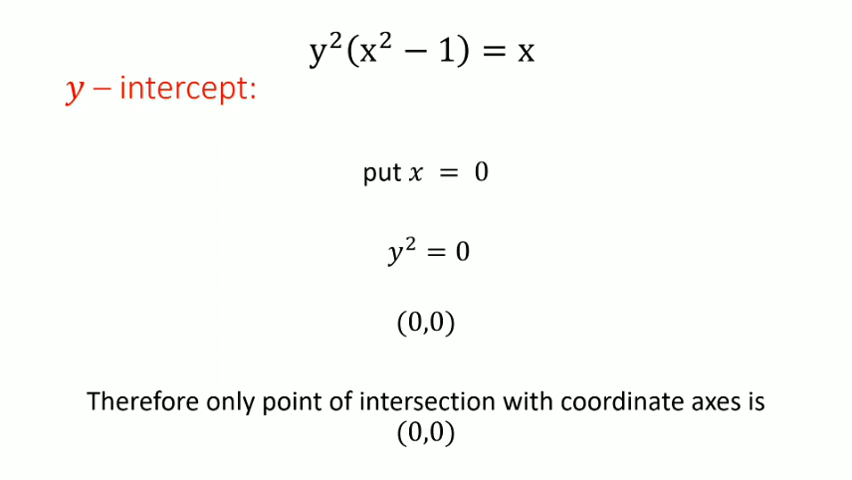 y²(x² − 1) = x
y – intercept:
put x = 0
y² = 0
(0,0)
Therefore only point of intersection with coordinate axes is
(0,0)